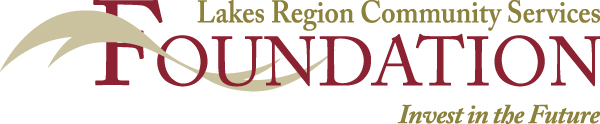 Lakes Region Community Services
FOUNDATION
Invest in the Future